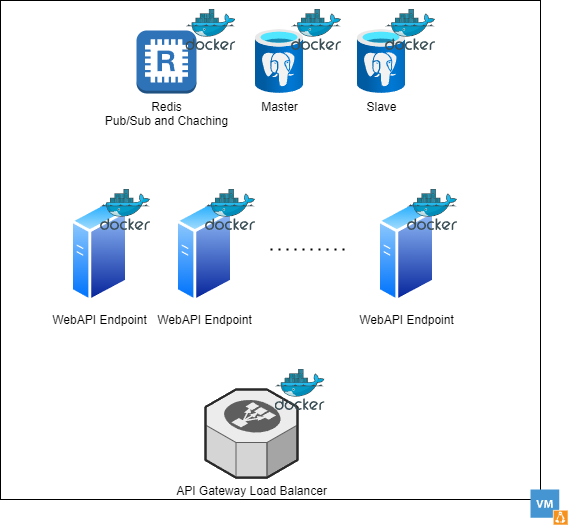 docker
docker
docker
R
Redis
Pub/Sub and Chaching
Master
Slave
docker
docker
docker
WebAPI Endpoint
WebAPI Endpoint
WebAPI Endpoint
docker
API Gateway Load Balancer
VM